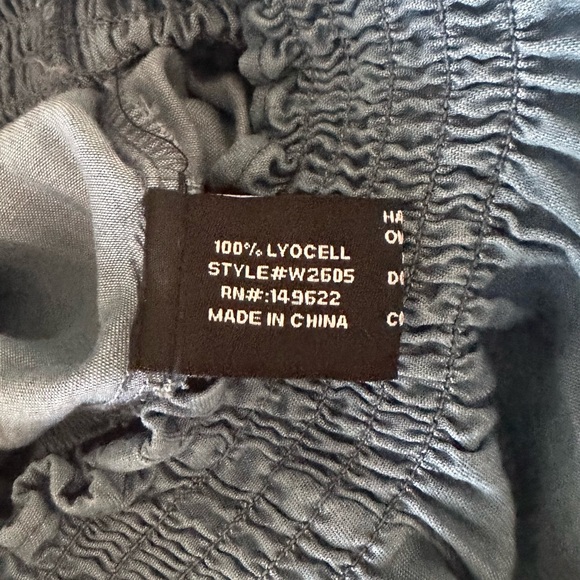 100% LYOCELL
STYLE#W2605
RN#:149622
MADE IN CHINA